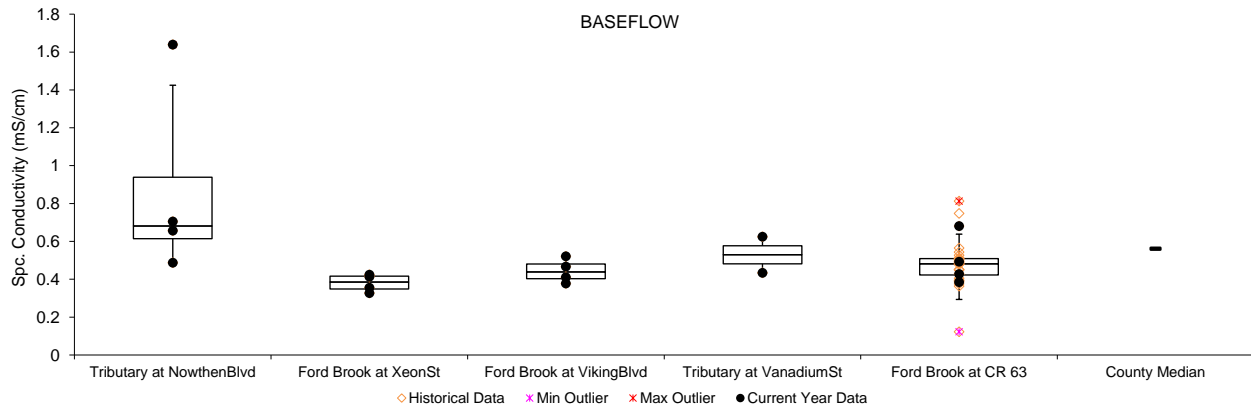 BASEFLOW
Spc. Conductivity (mS/cm)
1.8
1.6
1.4
1.2
1
0.8
0.6
0.4
0.2
0
Tributary at NowthenBlvd
Ford Brook at XeonSt
Ford Brook at VikingBlvd
Tributary at VanadiumSt
Ford Brook at CR 63
County Median
Historical Data
Min Outlier
Max Outlier
Current Year Data